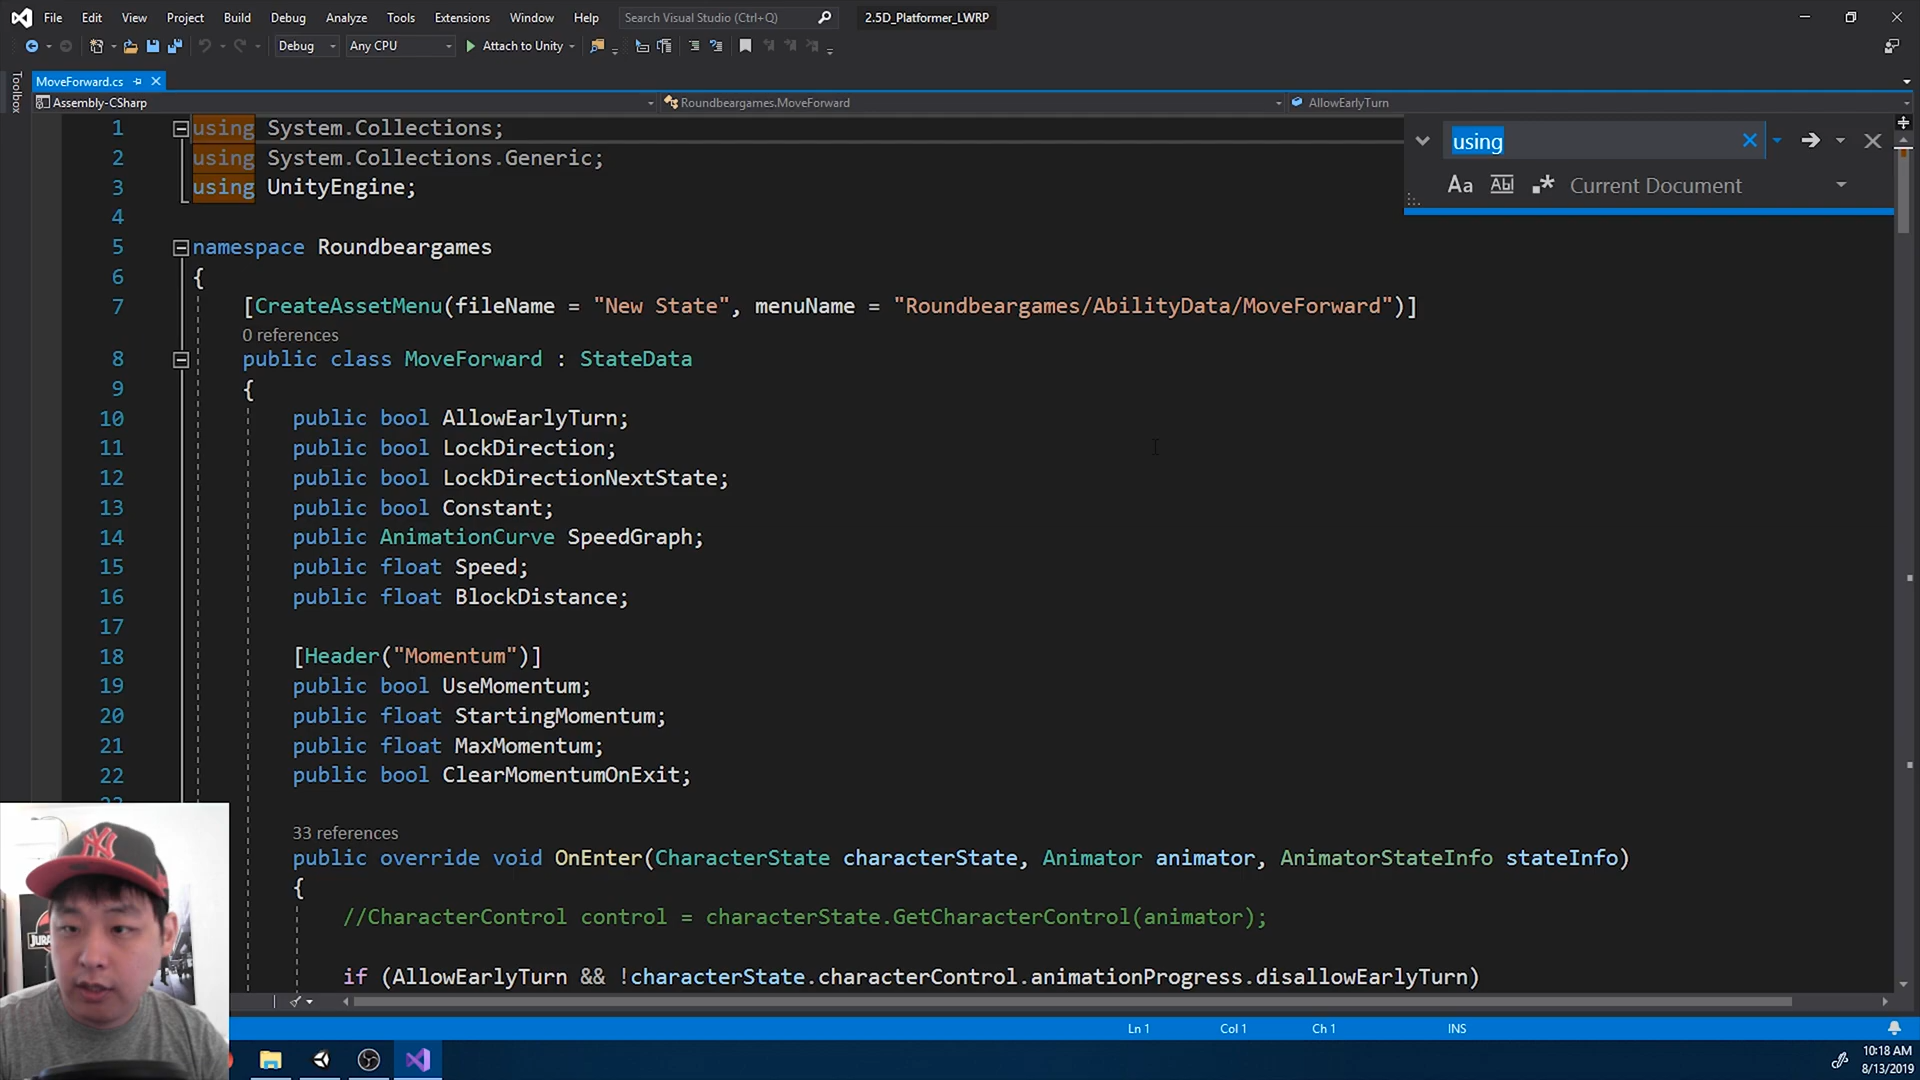 File Edit View Project Build Debug Analyze Tools Extensions Window Help Search Visual Studio (Ctrl+Q) 2.5D_Platformer_LWRP
Debug Any CPU Attach to Unity
Toolbox
MoveForward.cs
Assembly-CSharp Roundbeargames.MoveForward AllowEarlyTurn
using
Aa Current Document
1 using System.Collections;
2 using System.Collections.Generic;
3 using UnityEngine;
4
5 namespace Roundbeargames
6 {
7 [CreateAssetMenu(fileName = "New State", menuName = "Roundbeargames/AbilityData/MoveForward")]
0 references
8 public class MoveForward : StateData
9 {
10 public bool AllowEarlyTurn;
11 public bool LockDirection;
12 public bool LockDirectionNextState;
13 public bool Constant;
14 public AnimationCurve SpeedGraph;
15 public float Speed;
16 public float BlockDistance;
17
18 [Header("Momentum")]
19 public bool UseMomentum;
20 public float StartingMomentum;
21 public float MaxMomentum;
22 public bool ClearMomentumOnExit;
33 references
public override void OnEnter(CharacterState characterState, Animator animator, AnimatorStateInfo stateInfo)
{
//CharacterControl control = characterState.GetCharacterControl(animator);
if (AllowEarlyTurn && !characterState.characterControl.animationProgress.disallowEarlyTurn)
Ln 1 Col 1 Ch 1 INS
10:18 AM
8/13/2019